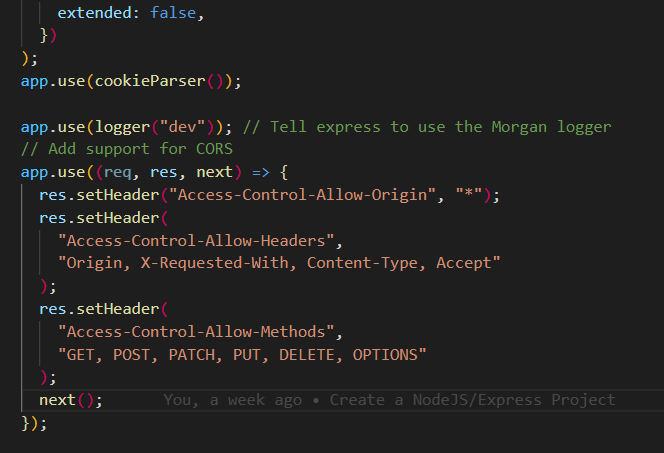 extended: false,
})
);
app.use(cookieParser());
app.use(logger("dev")); // Tell express to use the Morgan logger
// Add support for CORS
app.use((req, res, next) => {
res.setHeader("Access-Control-Allow-Origin", "*");
res.setHeader(
"Access-Control-Allow-Headers",
"Origin, X-Requested-With, Content-Type, Accept"
);
res.setHeader(
"Access-Control-Allow-Methods",
"GET, POST, PATCH, PUT, DELETE, OPTIONS"
);
next(); You, a week ago • Create a NodeJS/Express Project
});